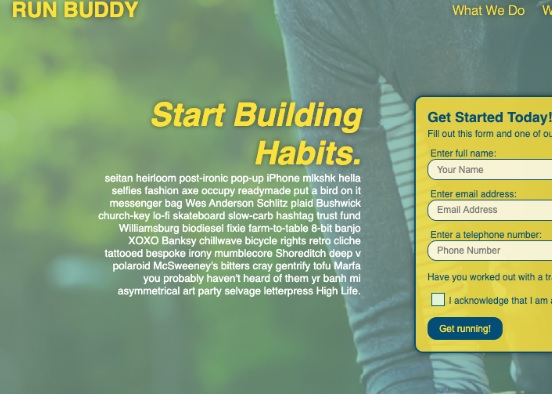 RUN BUDDY
What We Do
Start Building
Habits.
seitan heirloom post-ironic pop-up iPhone mlkshk hella
selfies fashion axe occupy readymade put a bird on it
messenger bag Wes Anderson Schlitz plaid Bushwick
church-key lo-fi skateboard slow-carb hashtag trust fund
Williamsburg biodiesel fixie farm-to-table 8-bit banjo
XOXO Banksy chillwave bicycle rights retro cliche
tattooed bespoke irony mumblecore Shoreditch deep v
polaroid McSweeney's bitters cray gentrify tofu Marfa
you probably haven't heard of them yr banh mi
asymmetrical art party selvage letterpress High Life.
Get Started Today!
Fill out this form and one of
Enter full name:
Your Name
Enter email address:
Email Address
Enter a telephone number:
Phone Number
Have you worked out with a
I acknowledge that I am
Get running!